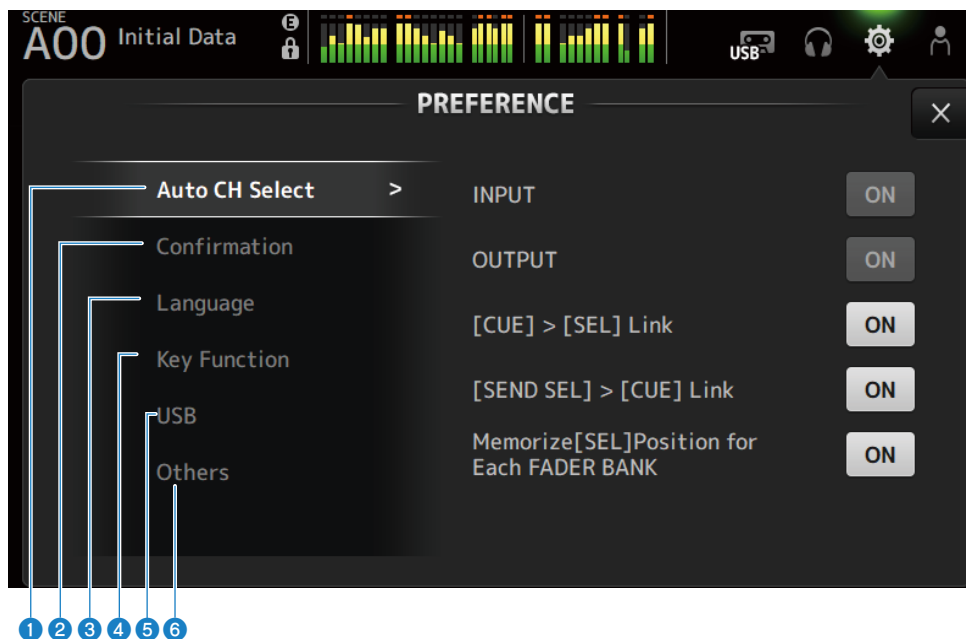 SCENE
A00 Initial Data
E
USB
PREFERENCE
Auto CH Select >
Confirmation
Language
Key Function
USB
Others
INPUT ON
OUTPUT ON
[CUE] > [SEL] Link ON
[SEND SEL] > [CUE] Link ON
Memorize[SEL]Position for
Each FADER BANK ON
1 2 3 4 5 6